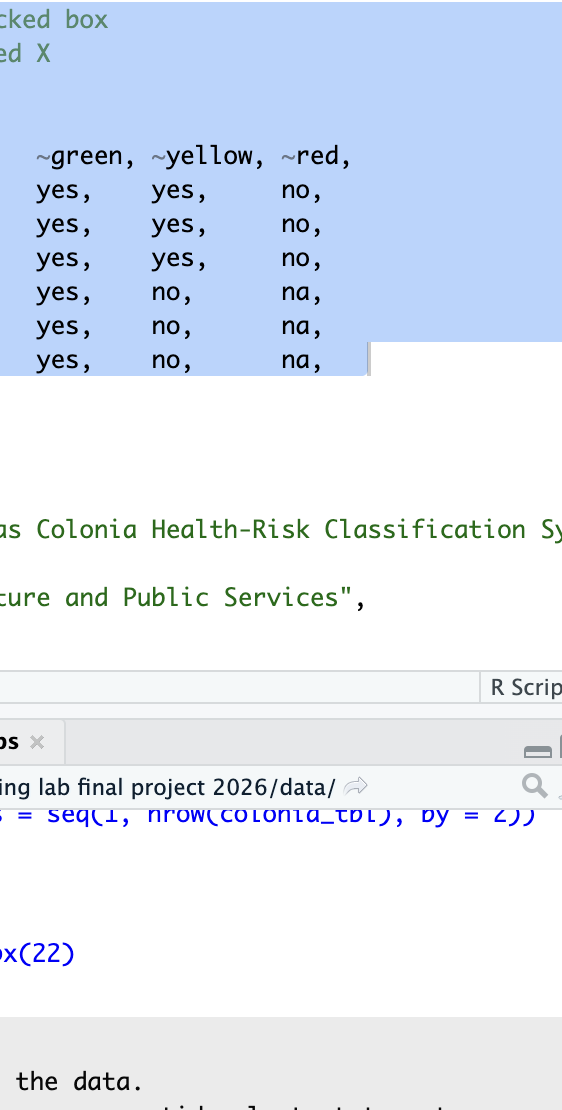 cked box
ed X
~green, ~yellow, ~red,
yes, yes, no,
yes, yes, no,
yes, yes, no,
yes, no, na,
yes, no, na,
yes, no, na,
as Colonia Health-Risk Classification Sy
ture and Public Services",
R Scrip
os ×
ing lab final project 2026/data/
s = seq(1, nrow(colonia_tbl), by = 2))
ox(22)
the data.